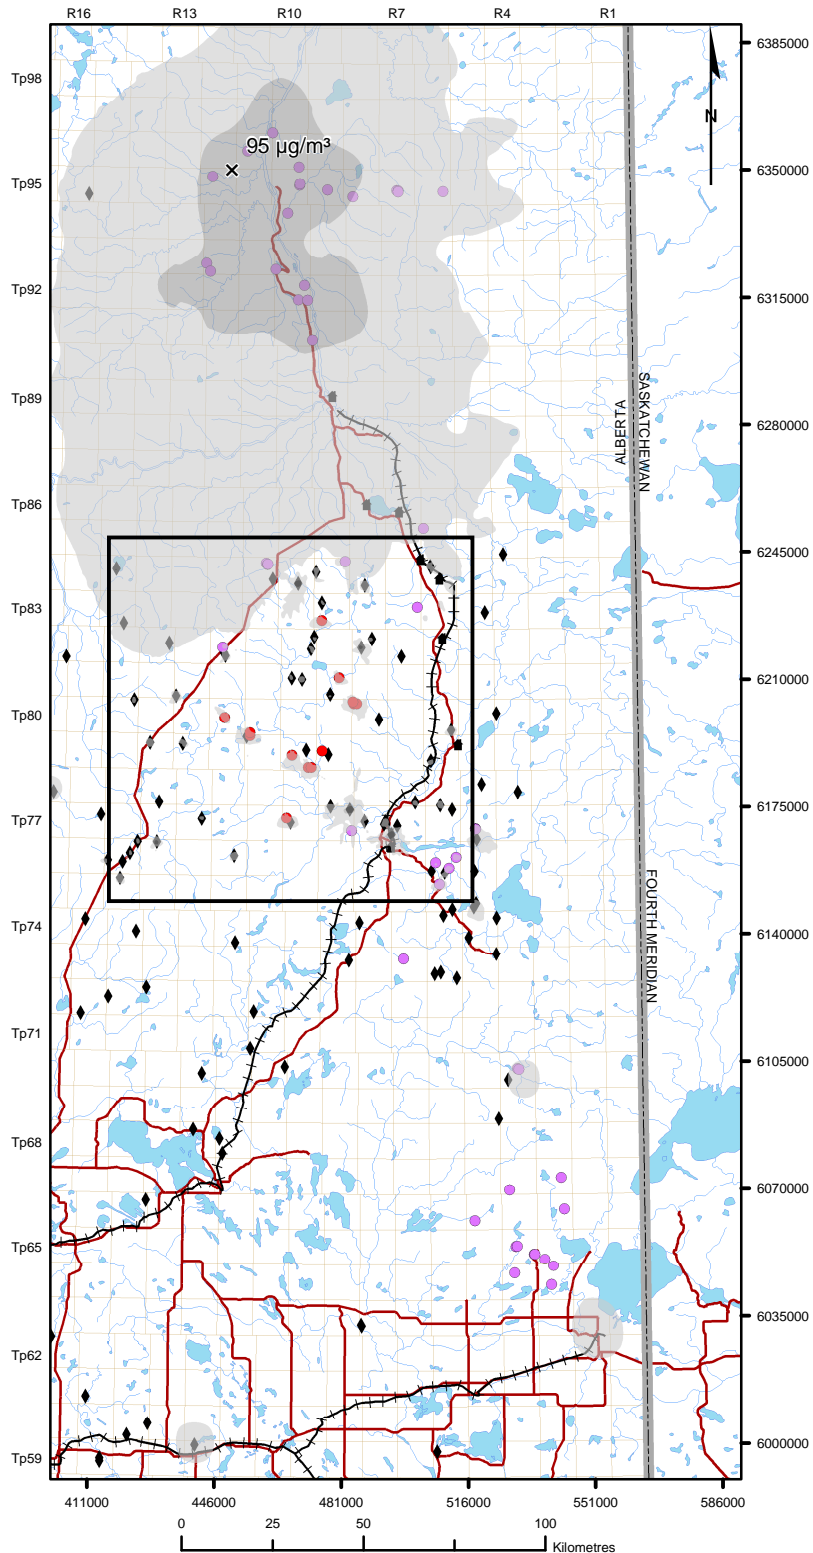 R16 R13 R10 R7 R4 R1
6385000
Tp98
N
95 µg/m³
6350000
Tp95
Tp92
6315000
SASKATCHEWAN
ALBERTA
Tp89
6280000
Tp86
6245000
Tp83
6210000
Tp80
6175000
Tp77
FOURTH MERIDIAN
Tp74
6140000
Tp71
6105000
Tp68
6070000
Tp65
6035000
Tp62
6000000
Tp59
411000 446000 481000 516000 551000 586000
0 25 50 100
Kilometres